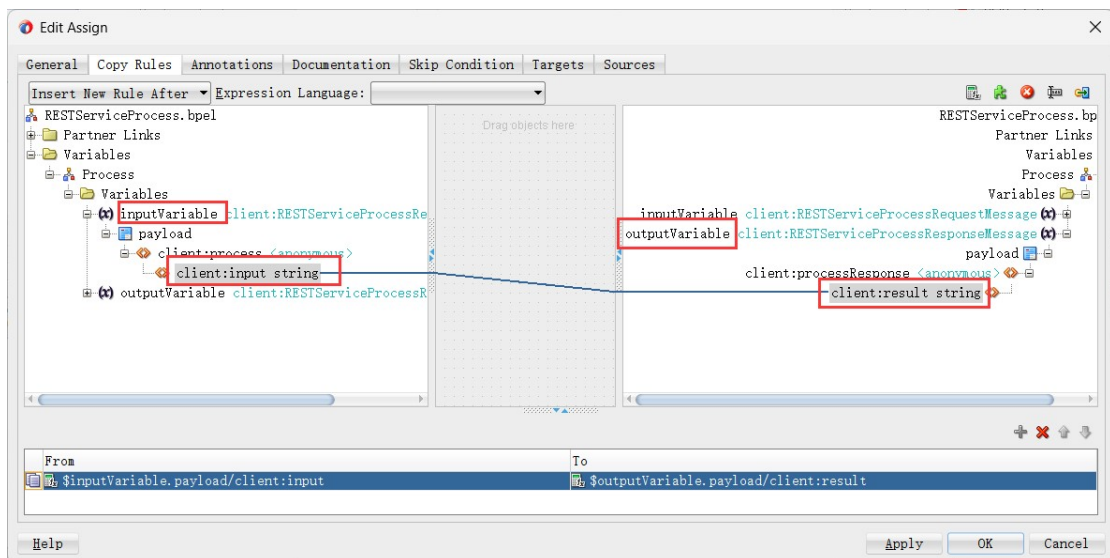 Edit Assign
General Copy Rules Annotations Documentation Skip Condition Targets Sources
Insert New Rule After Expression Language:
RESTServiceProcess.bpel Drag objects here RESTServiceProcess.bp
Partner Links Partner Links
Variables Variables
Process Process
Variables Variables
(x) inputVariable client:RESTServiceProcessRe inputVariable client:RESTServiceProcessRequestMessage (x)
payload outputVariable client:RESTServiceProcessResponseMessage (x)
client:process <anonymous> payload
client:input string client:processResponse <anonymous>
(x) outputVariable client:RESTServiceProcessR client:result string
From To
$inputVariable.payload/client:input $outputVariable.payload/client:result
Help Apply OK Cancel